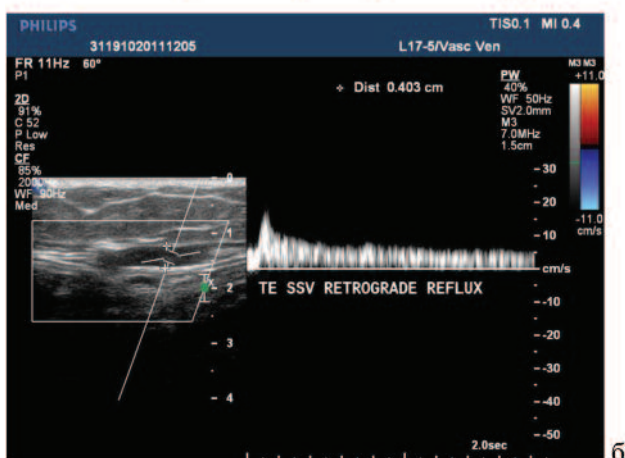 PHILIPS
TIS0.1 MI 0.4
31191020111205
L17-5/Vasc Ven
FR 11Hz 60°
P1
2D
91%
C 52
P Low
Res
CF
85%
WF 90Hz
Med
Dist 0.403 cm
PW
40%
WF 50Hz
SV2.0mm
M3
7.0MHz
1.5cm
M3 M3
+11.0
-11.0
cm/s
0
1
2
3
4
30
20
10
cm/s
-10
-20
-30
-40
-50
TE SSV RETROGRADE REFLUX
2.0sec
б